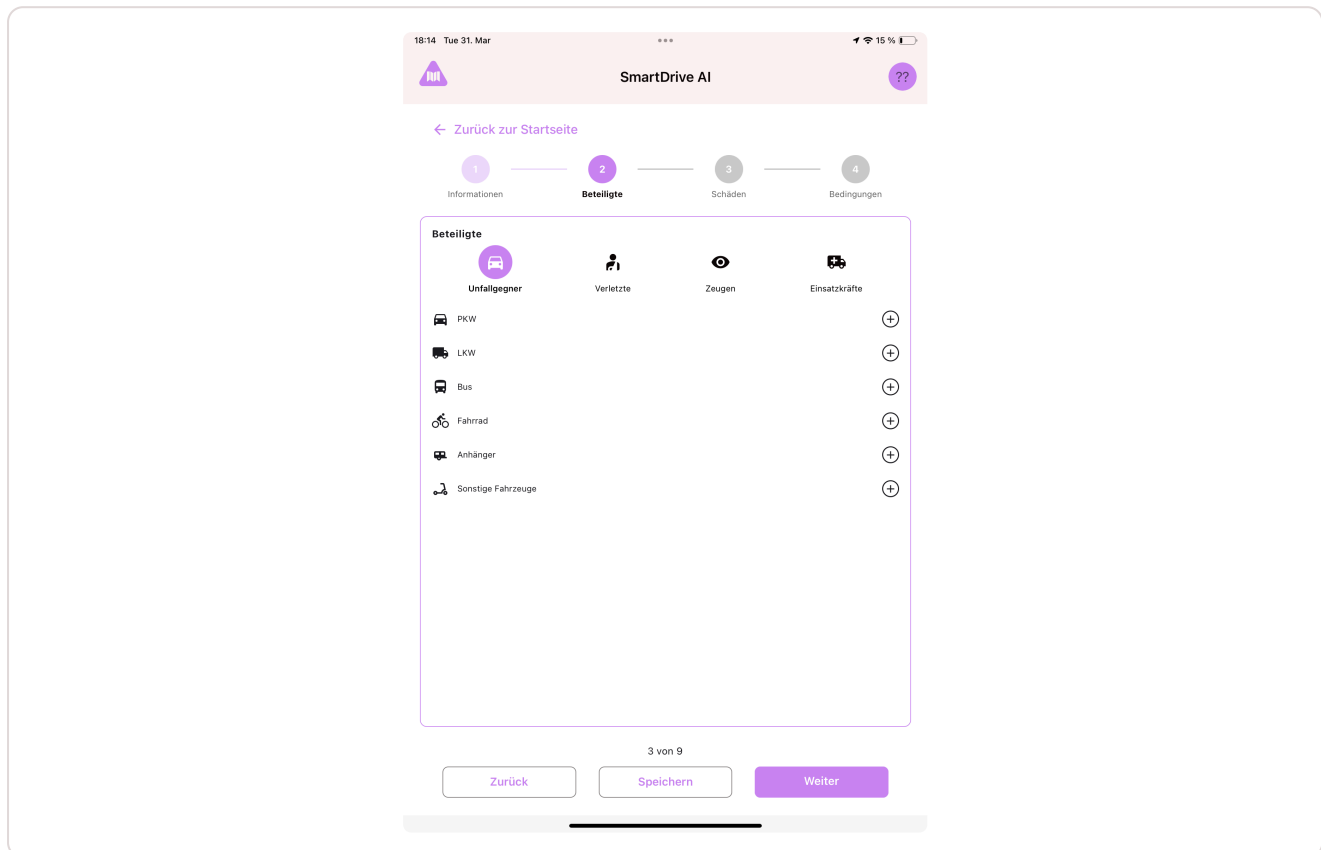 18:14 Tue 31. Mar
15 %
SmartDrive AI
??
Zurück zur Startseite
1 2 3 4
Informationen Beteiligte Schäden Bedingungen
Beteiligte
Unfallgegner Verletzte Zeugen Einsatzkräfte
PKW
LKW
Bus
Fahrrad
Anhänger
Sonstige Fahrzeuge
3 von 9
Zurück Speichern Weiter